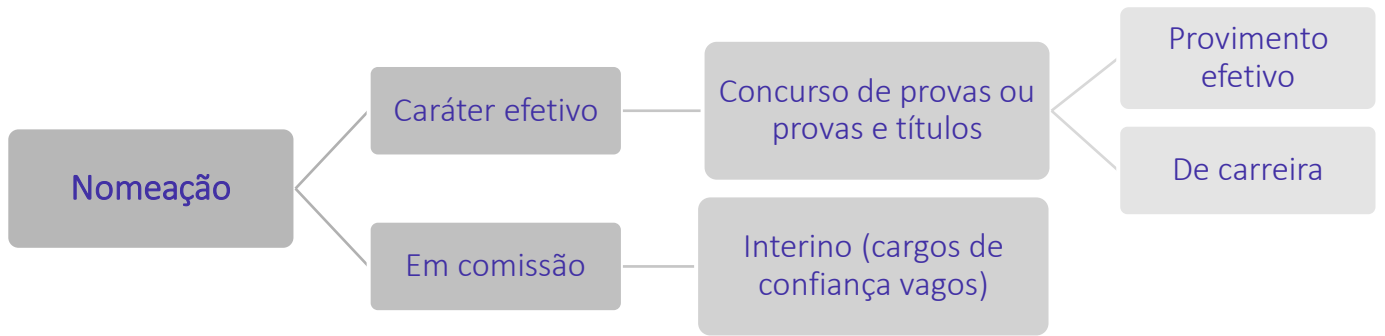 Nomeação
Caráter efetivo
Concurso de provas ou
provas e títulos
Provimento
efetivo
De carreira
Em comissão
Interino (cargos de
confiança vagos)